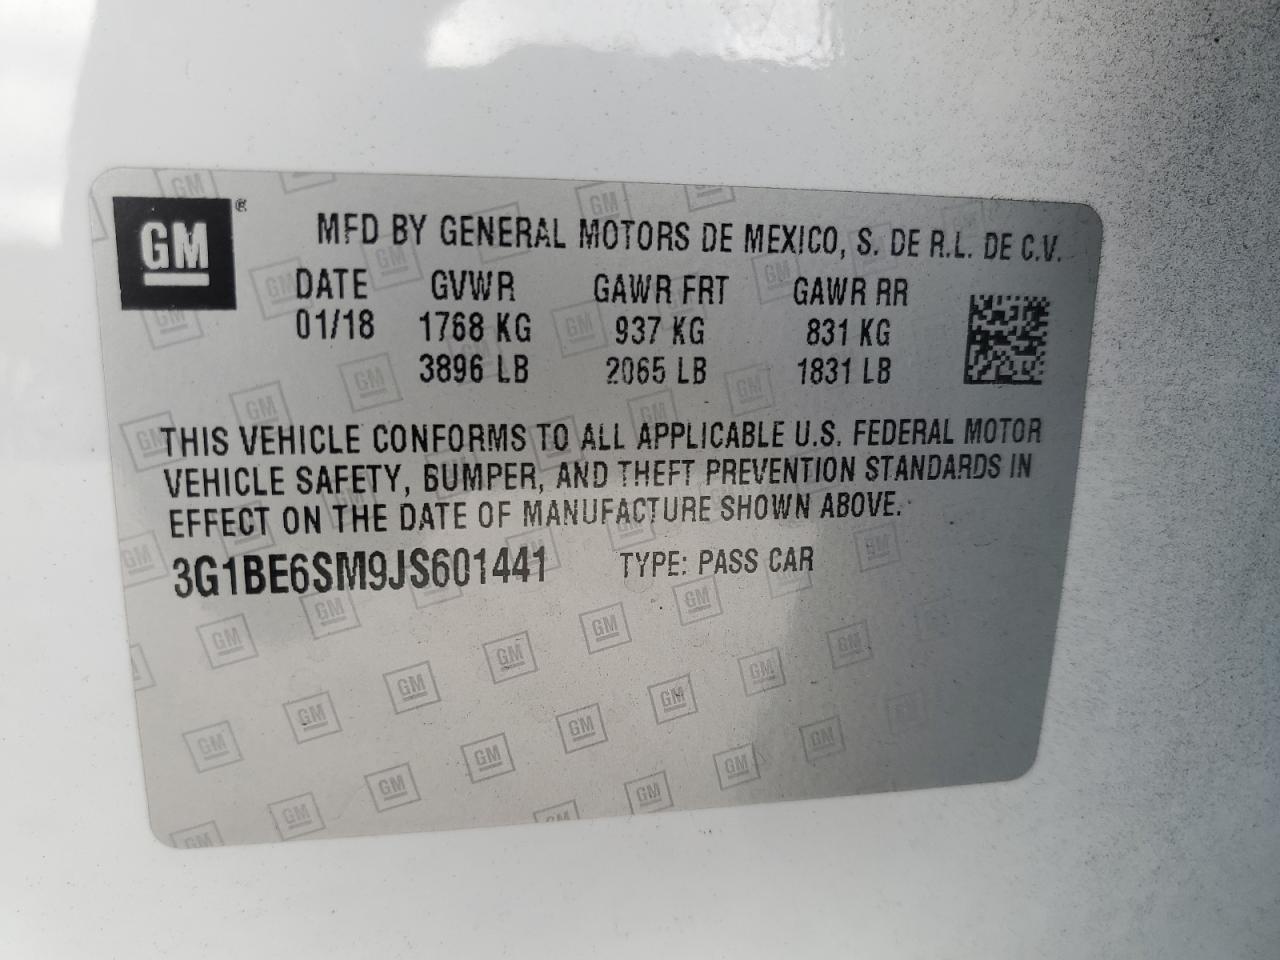 GM®
MFD BY GENERAL MOTORS DE MEXICO, S. DE R.L. DE C.V.
DATE GVWR GAWR FRT GAWR RR
01/18 1768 KG 937 KG 831 KG
3896 LB 2065 LB 1831 LB
THIS VEHICLE CONFORMS TO ALL APPLICABLE U.S. FEDERAL MOTOR
VEHICLE SAFETY, BUMPER, AND THEFT PREVENTION STANDARDS IN
EFFECT ON THE DATE OF MANUFACTURE SHOWN ABOVE.
3G1BE6SM9JS601441 TYPE: PASS CAR